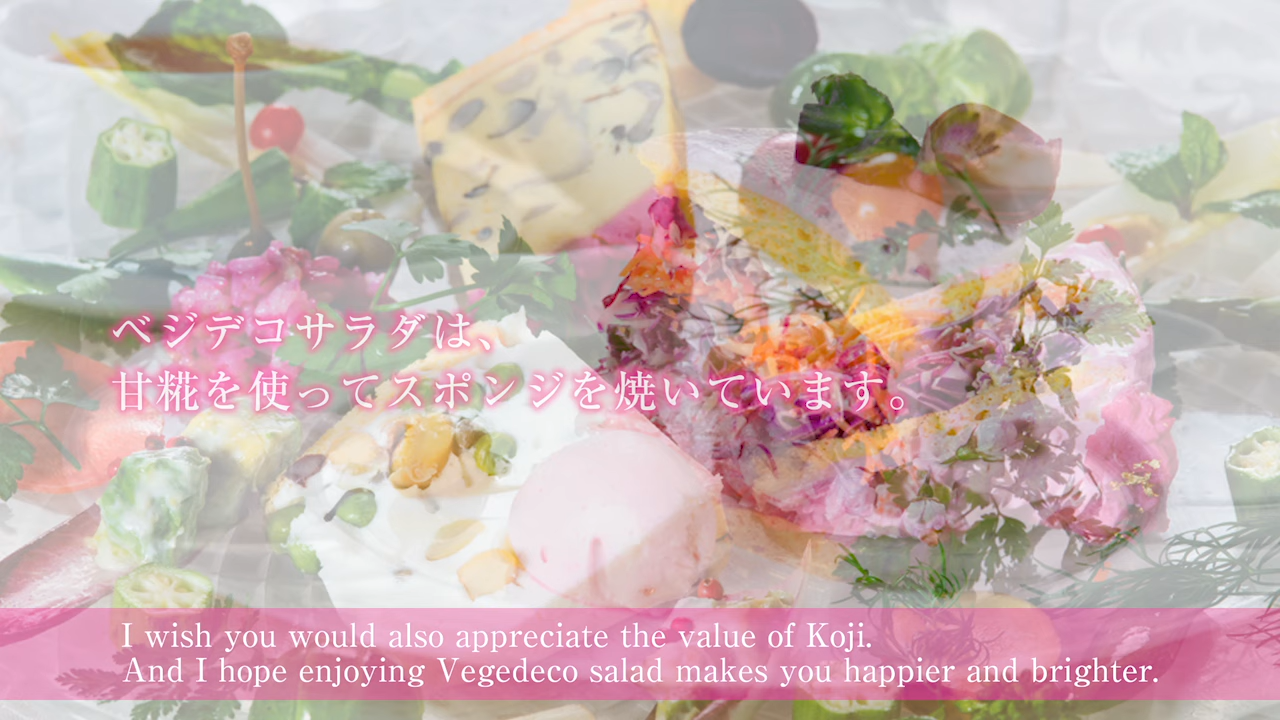 ベジデコサラダは、
甘糀を使ってスポンジを焼いています。
I wish you would also appreciate the value of Koji.
And I hope enjoying Vegedeco salad makes you happier and brighter.